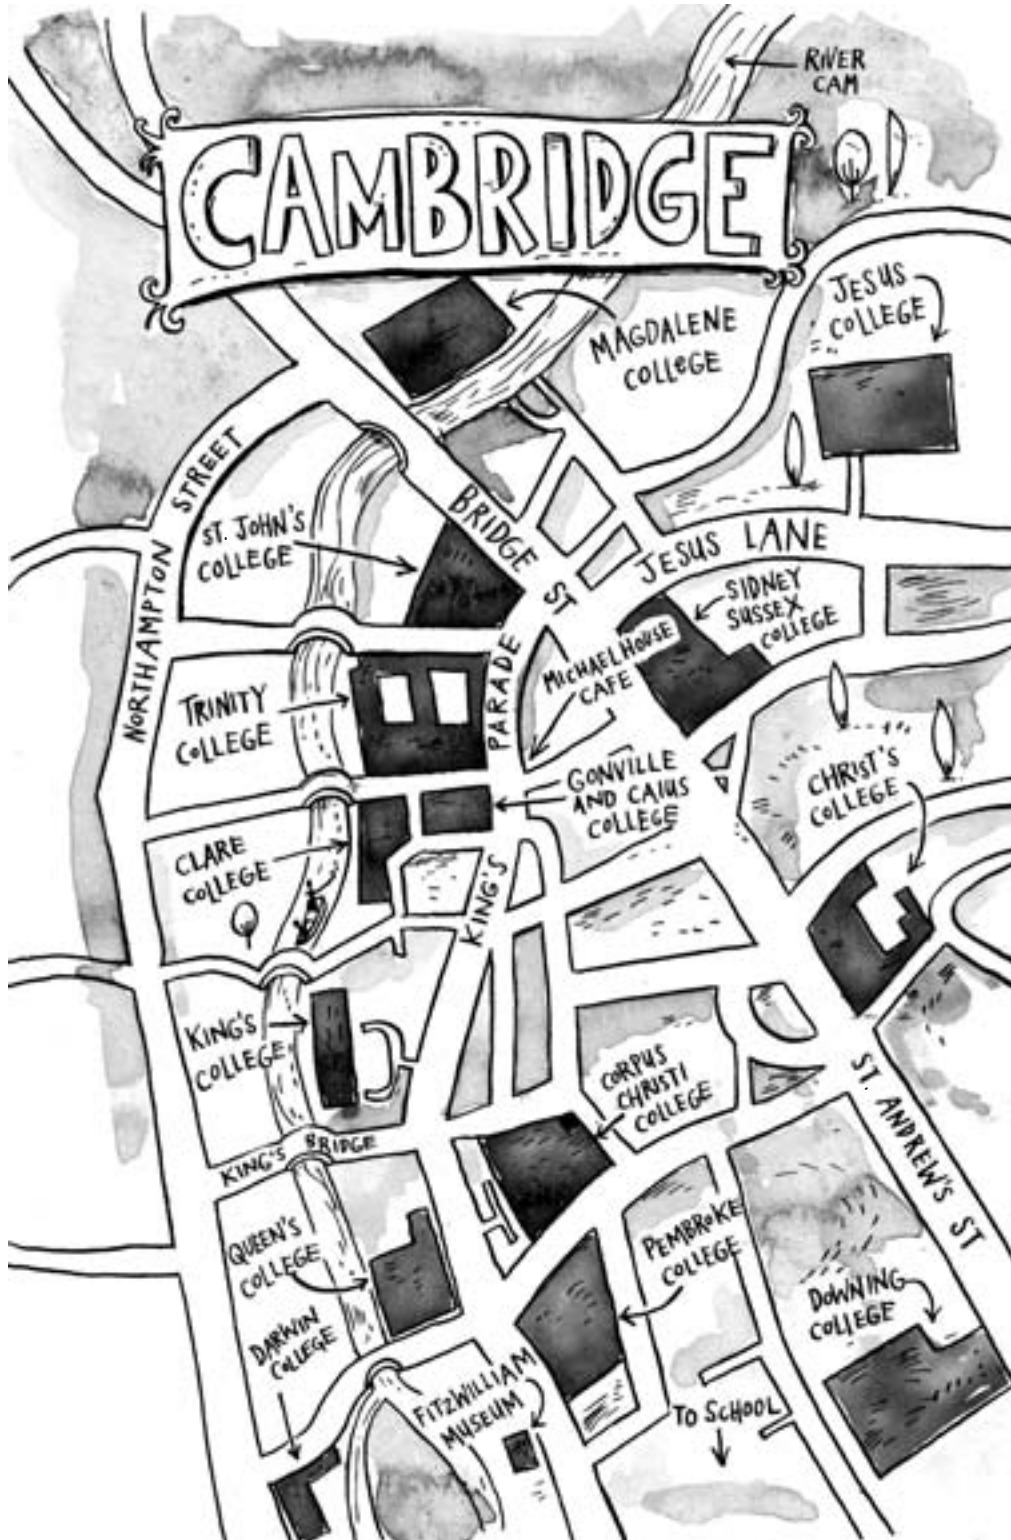 RIVER
CAM
CAMBRIDGE
JESUS
COLLEGE
MAGDALENE
COLLEGE
NORTHAMPTON STREET
BRIDGE ST
ST. JOHN'S
COLLEGE
JESUS LANE
SIDNEY
SUSSEX
COLLEGE
MICHAELHOUSE
CAFE
TRINITY
COLLEGE
KING'S PARADE
GONVILLE
AND CAIUS
COLLEGE
CHRIST'S
COLLEGE
CLARE
COLLEGE
KING'S
COLLEGE
CORPUS
CHRISTI
COLLEGE
ST. ANDREW'S ST
KING'S BRIDGE
QUEEN'S
COLLEGE
PEMBROKE
COLLEGE
DOWNING
COLLEGE
DARWIN
COLLEGE
FITZWILLIAM
MUSEUM
TO SCHOOL